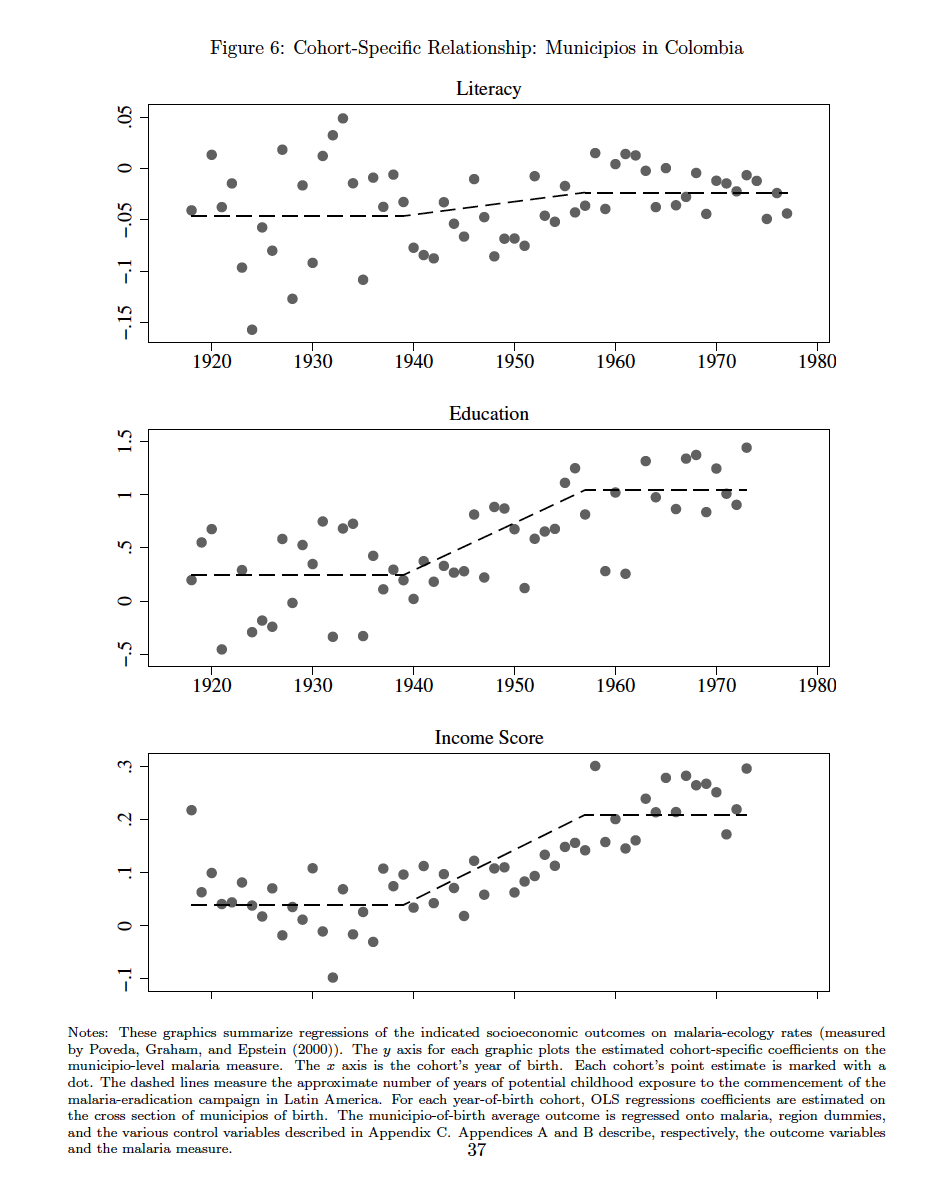 Figure 6: Cohort-Specific Relationship: Municipios in Colombia
Literacy
.05
0
−.05
−.1
−.15
1920 1930 1940 1950 1960 1970 1980
Education
1.5
1
.5
0
−.5
1920 1930 1940 1950 1960 1970 1980
Income Score
.3
.2
.1
0
−.1
Notes: These graphics summarize regressions of the indicated socioeconomic outcomes on malaria-ecology rates (measured
by Poveda, Graham, and Epstein (2000)). The y axis for each graphic plots the estimated cohort-specific coefficients on the
municipio-level malaria measure. The x axis is the cohort's year of birth. Each cohort's point estimate is marked with a
dot. The dashed lines measure the approximate number of years of potential childhood exposure to the commencement of the
malaria-eradication campaign in Latin America. For each year-of-birth cohort, OLS regressions coefficients are estimated on
the cross section of municipios of birth. The municipio-of-birth average outcome is regressed onto malaria, region dummies,
and the various control variables described in Appendix C. Appendices A and B describe, respectively, the outcome variables
and the malaria measure.
37